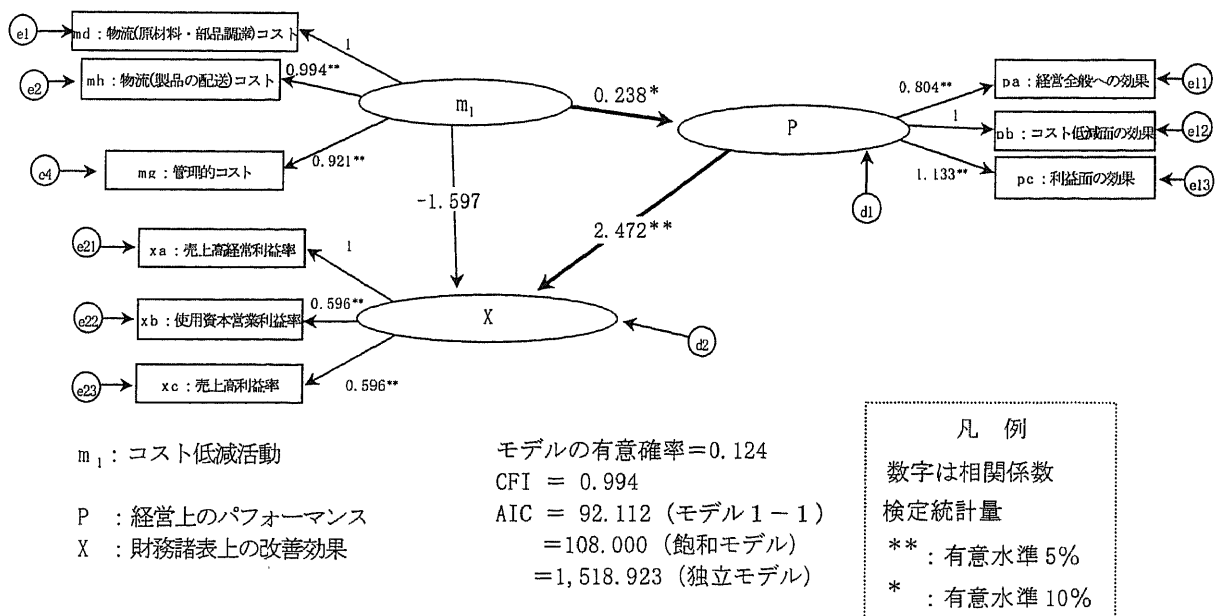 e1
md：物流(原材料・部品調達)コスト
1
e2
mh：物流(製品の配送)コスト
0.994**
m₁
0.238*
P
0.804**
pa：経営全般への効果
e11
1
pb：コスト低減面の効果
e12
1.133**
pc：利益面の効果
e13
d1
e4
mg：管理的コスト
0.921**
-1.597
2.472**
e21
xa：売上高経常利益率
1
e22
xb：使用資本営業利益率
0.596**
X
d2
e23
xc：売上高利益率
0.596**
m₁：コスト低減活動
P ：経営上のパフォーマンス
X ：財務諸表上の改善効果
モデルの有意確率＝0.124
CFI = 0.994
AIC = 92.112 (モデル１－１)
=108.000 (飽和モデル)
=1,518.923 (独立モデル)
凡 例
数字は相関係数
検定統計量
**：有意水準5%
*：有意水準10%